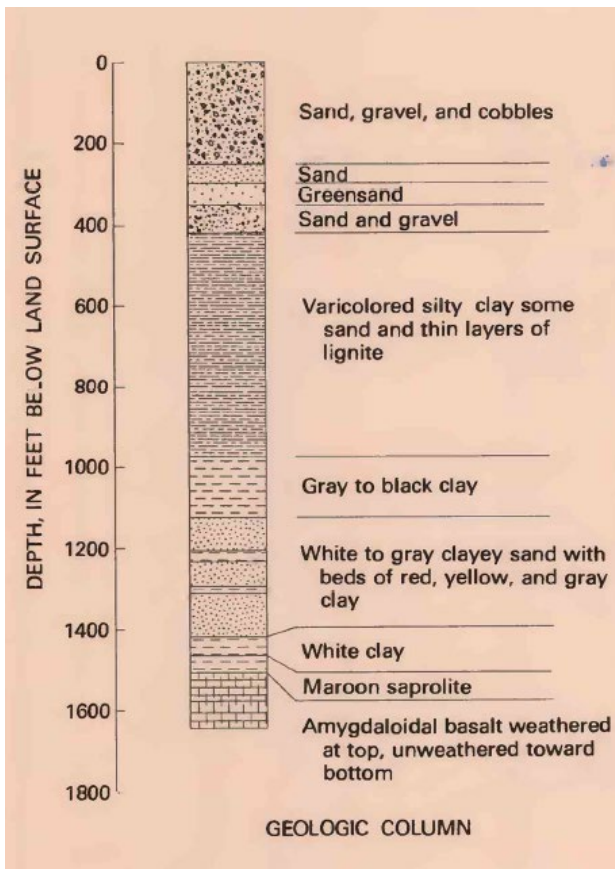 DEPTH, IN FEET BELOW LAND SURFACE
0
200
400
600
800
1000
1200
1400
1600
1800
Sand, gravel, and cobbles
Sand
Greensand
Sand and gravel
Varicolored silty clay some
sand and thin layers of
lignite
Gray to black clay
White to gray clayey sand with
beds of red, yellow, and gray
clay
White clay
Maroon saprolite
Amygdaloidal basalt weathered
at top, unweathered toward
bottom
GEOLOGIC COLUMN